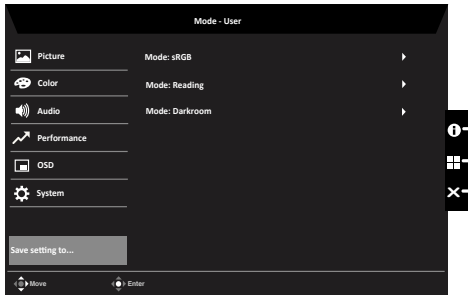 Mode - User
Picture
Mode: sRGB
Color
Mode: Reading
Audio
Mode: Darkroom
Performance
OSD
System
Save setting to...
Move
Enter